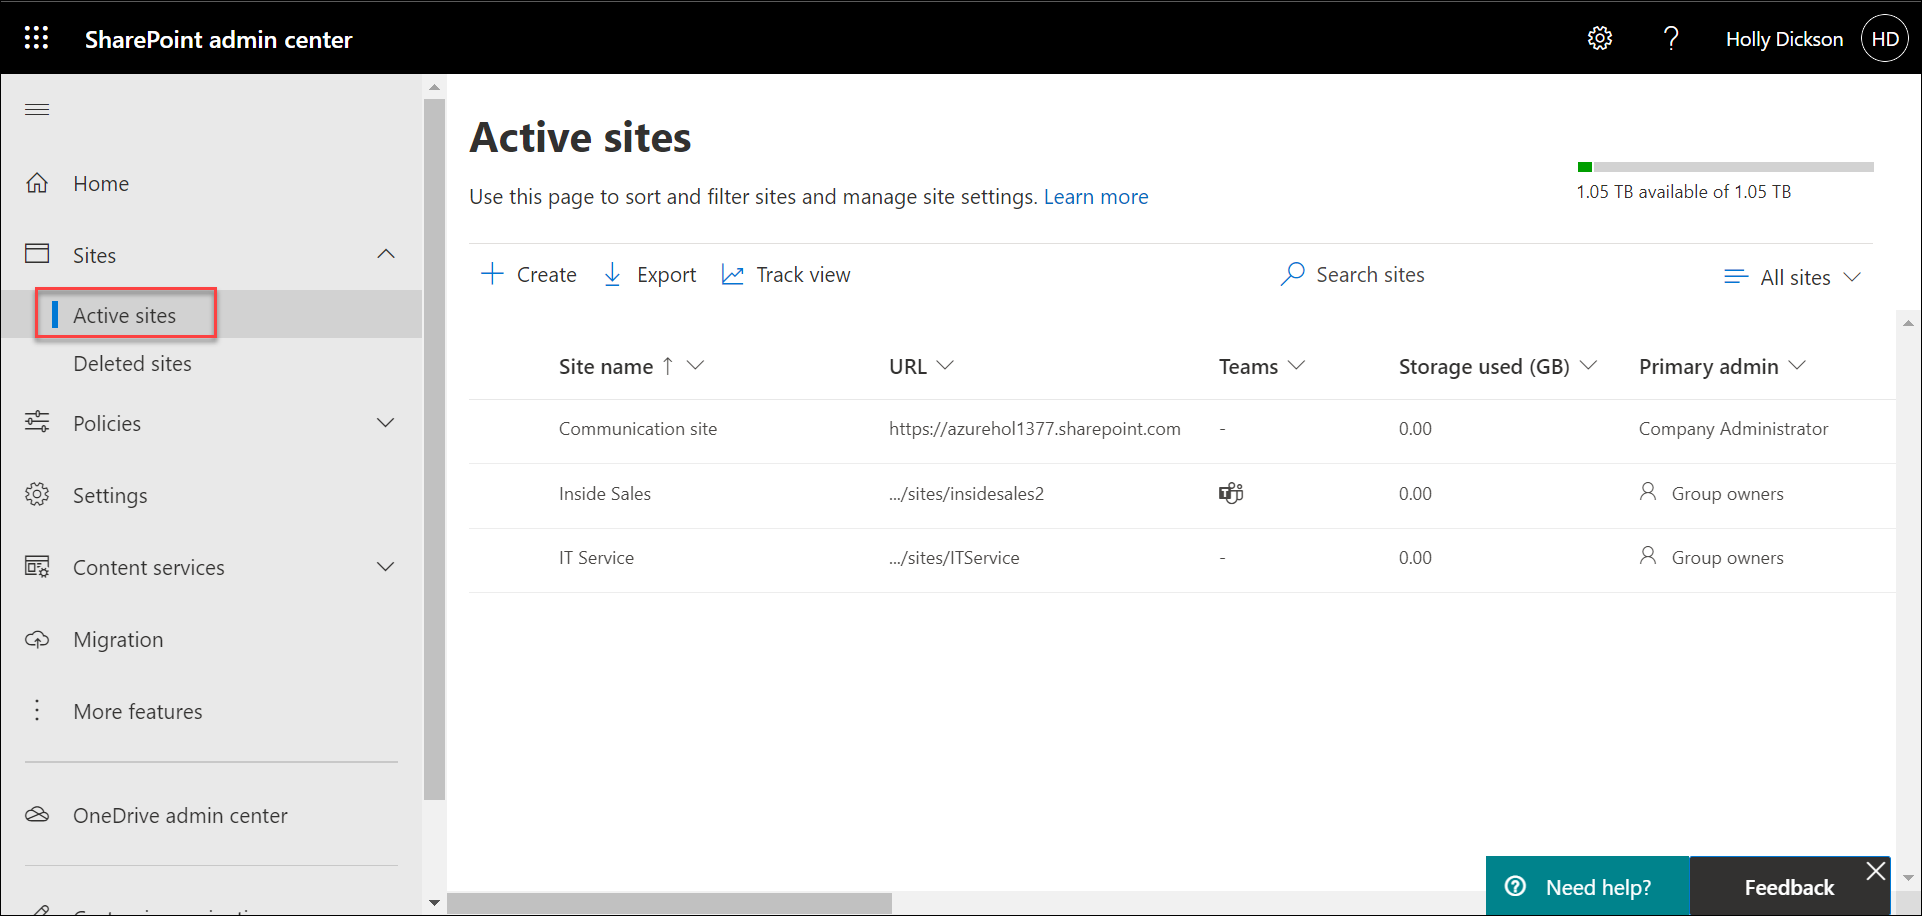 SharePoint admin center
? Holly Dickson HD
Home
Sites
Active sites
Deleted sites
Policies
Settings
Content services
Migration
More features
OneDrive admin center
Active sites
Use this page to sort and filter sites and manage site settings. Learn more
1.05 TB available of 1.05 TB
Create Export Track view Search sites All sites
Site name ↑ URL Teams Storage used (GB) Primary admin
Communication site https://azurehol1377.sharepoint.com - 0.00 Company Administrator
Inside Sales .../sites/insidesales2 0.00 Group owners
IT Service .../sites/ITService - 0.00 Group owners
Need help? Feedback